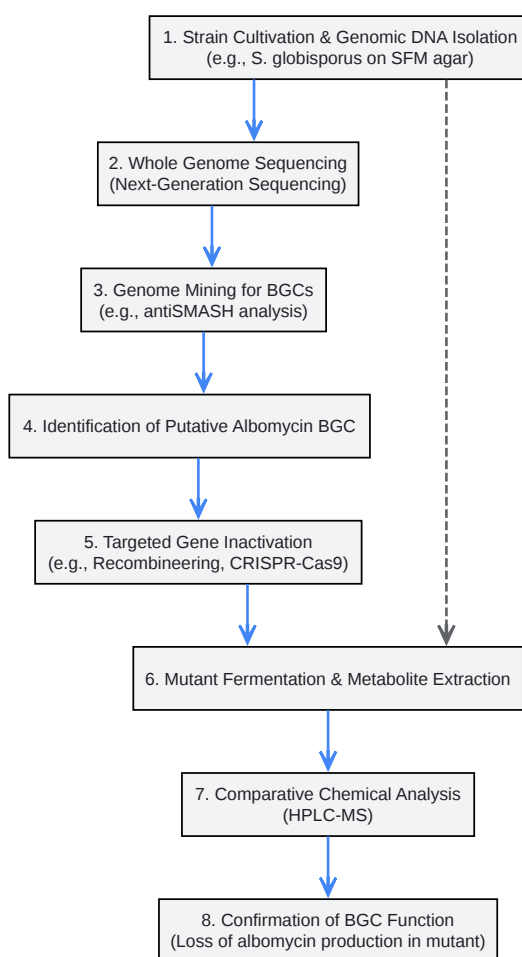 1. Strain Cultivation & Genomic DNA Isolation
(e.g., S. globisporus on SFM agar)
2. Whole Genome Sequencing
(Next-Generation Sequencing)
3. Genome Mining for BGCs
(e.g., antiSMASH analysis)
4. Identification of Putative Albomycin BGC
5. Targeted Gene Inactivation
(e.g., Recombineering, CRISPR-Cas9)
6. Mutant Fermentation & Metabolite Extraction
7. Comparative Chemical Analysis
(HPLC-MS)
8. Confirmation of BGC Function
(Loss of albomycin production in mutant)